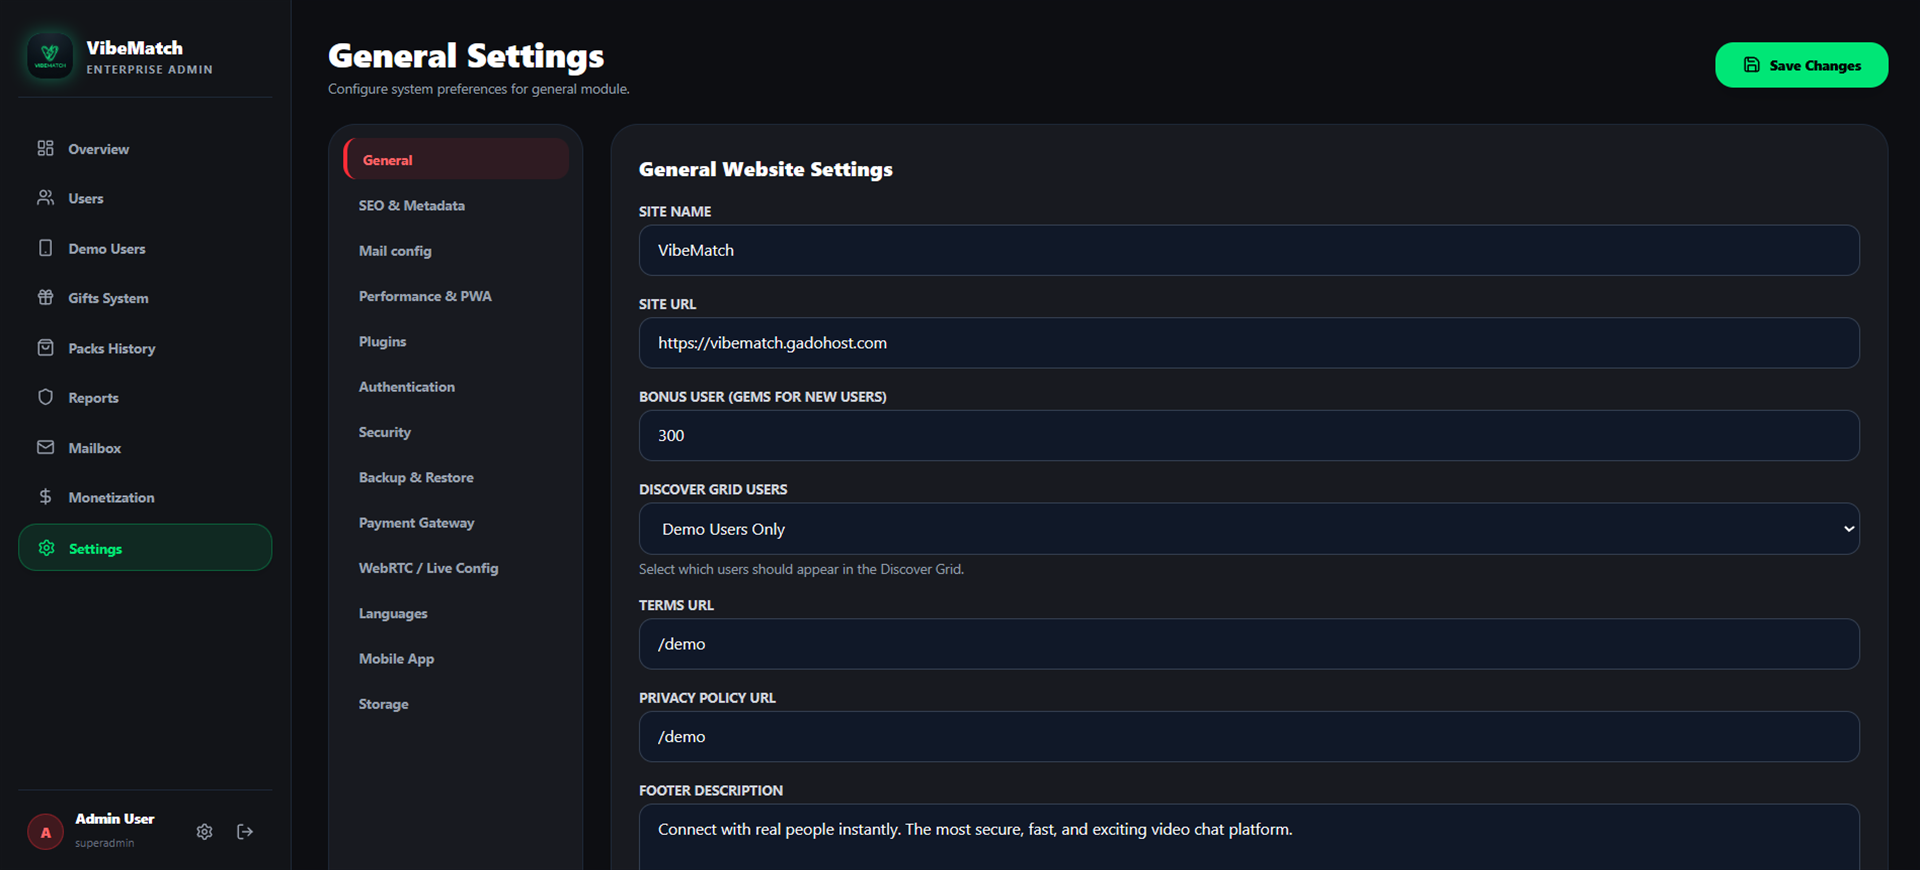 VibeMatch
ENTERPRISE ADMIN
VIBEMATCH
Overview
Users
Demo Users
Gifts System
Packs History
Reports
Mailbox
Monetization
Settings
A
Admin User
superadmin
General Settings
Configure system preferences for general module.
Save Changes
General
SEO & Metadata
Mail config
Performance & PWA
Plugins
Authentication
Security
Backup & Restore
Payment Gateway
WebRTC / Live Config
Languages
Mobile App
Storage
General Website Settings
SITE NAME
VibeMatch
SITE URL
https://vibematch.gadohost.com
BONUS USER (GEMS FOR NEW USERS)
300
DISCOVER GRID USERS
Demo Users Only
Select which users should appear in the Discover Grid.
TERMS URL
/demo
PRIVACY POLICY URL
/demo
FOOTER DESCRIPTION
Connect with real people instantly. The most secure, fast, and exciting video chat platform.